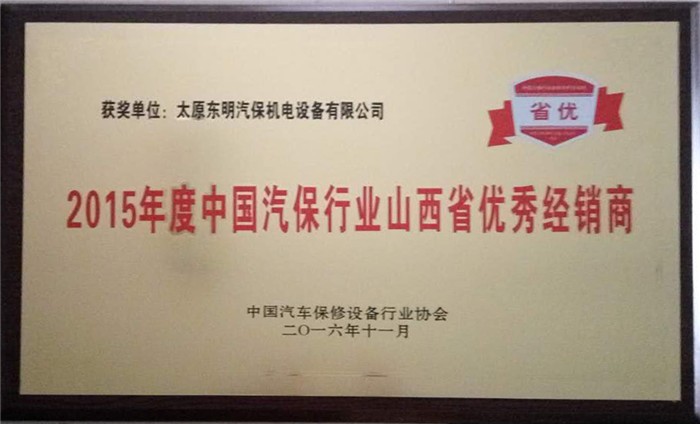 获奖单位：太原东明汽保机电设备有限公司
省优
2015年度中国汽保行业山西省优秀经销商
中国汽车保修设备行业协会
二〇一六年十一月